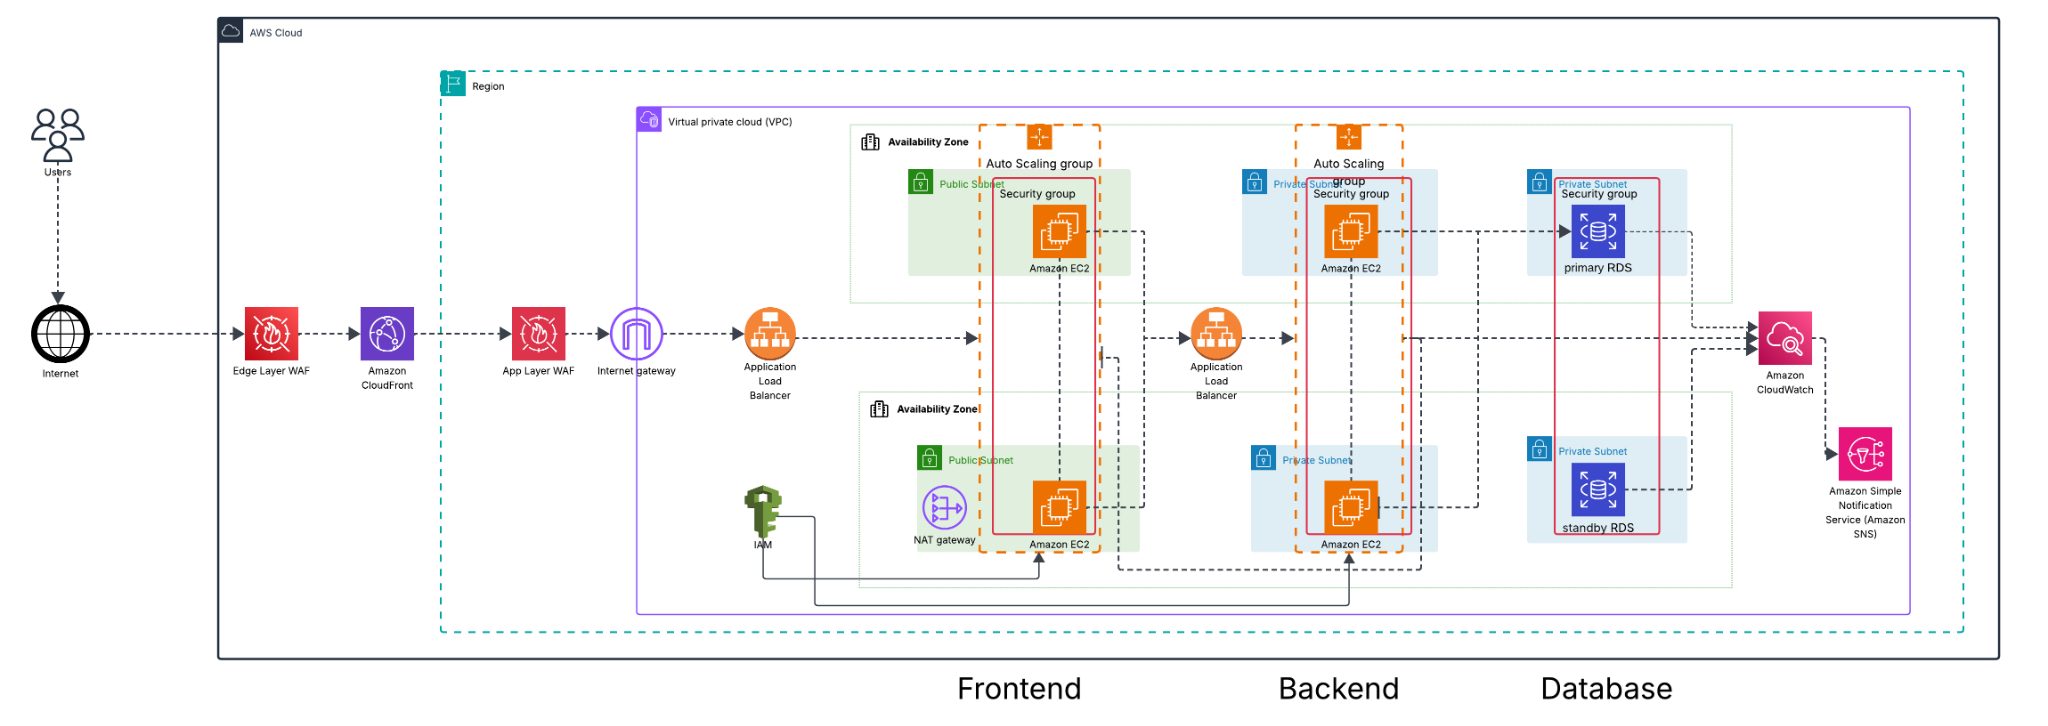 AWS Cloud
Region
Users
Virtual private cloud (VPC)
Availability Zone
Auto Scaling group
Auto Scaling
group
Public Subnet
Security group
Private Subnet
Security group
Private Subnet
Security group
Amazon EC2
Amazon EC2
primary RDS
Internet
Edge Layer WAF
Amazon
CloudFront
App Layer WAF
Internet gateway
Application
Load
Balancer
Application
Load
Balancer
Amazon
CloudWatch
Availability Zone
Public Subnet
Private Subnet
Private Subnet
IAM
NAT gateway
Amazon EC2
Amazon EC2
standby RDS
Amazon Simple
Notification
Service (Amazon
SNS)
Frontend
Backend
Database